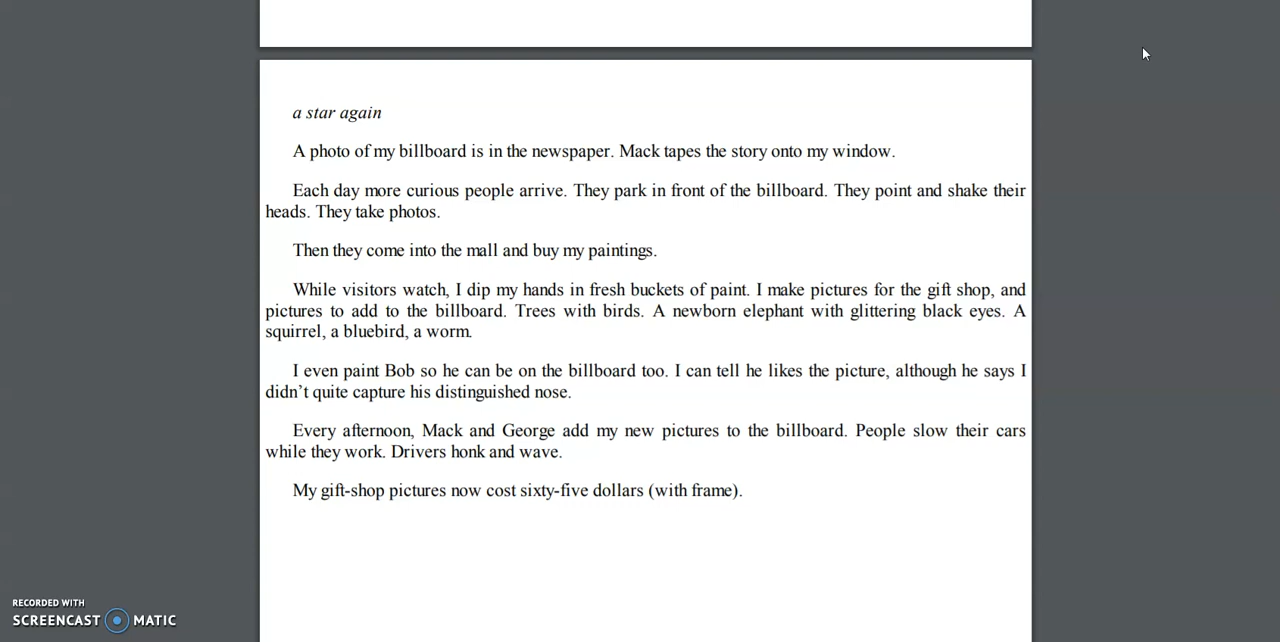 a star again
A photo of my billboard is in the newspaper. Mack tapes the story onto my window.
Each day more curious people arrive. They park in front of the billboard. They point and shake their
heads. They take photos.
Then they come into the mall and buy my paintings.
While visitors watch, I dip my hands in fresh buckets of paint. I make pictures for the gift shop, and
pictures to add to the billboard. Trees with birds. A newborn elephant with glittering black eyes. A
squirrel, a bluebird, a worm.
I even paint Bob so he can be on the billboard too. I can tell he likes the picture, although he says I
didn’t quite capture his distinguished nose.
Every afternoon, Mack and George add my new pictures to the billboard. People slow their cars
while they work. Drivers honk and wave.
My gift-shop pictures now cost sixty-five dollars (with frame).
RECORDED WITH
SCREENCAST MATIC